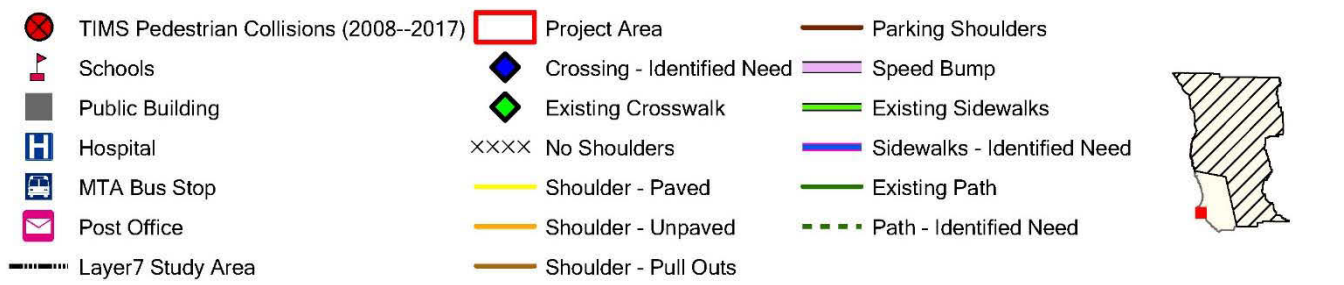 TIMS Pedestrian Collisions (2008--2017)
Schools
Public Building
H Hospital
MTA Bus Stop
Post Office
Layer7 Study Area
Project Area
Crossing - Identified Need
Existing Crosswalk
No Shoulders
Shoulder - Paved
Shoulder - Unpaved
Shoulder - Pull Outs
Parking Shoulders
Speed Bump
Existing Sidewalks
Sidewalks - Identified Need
Existing Path
Path - Identified Need